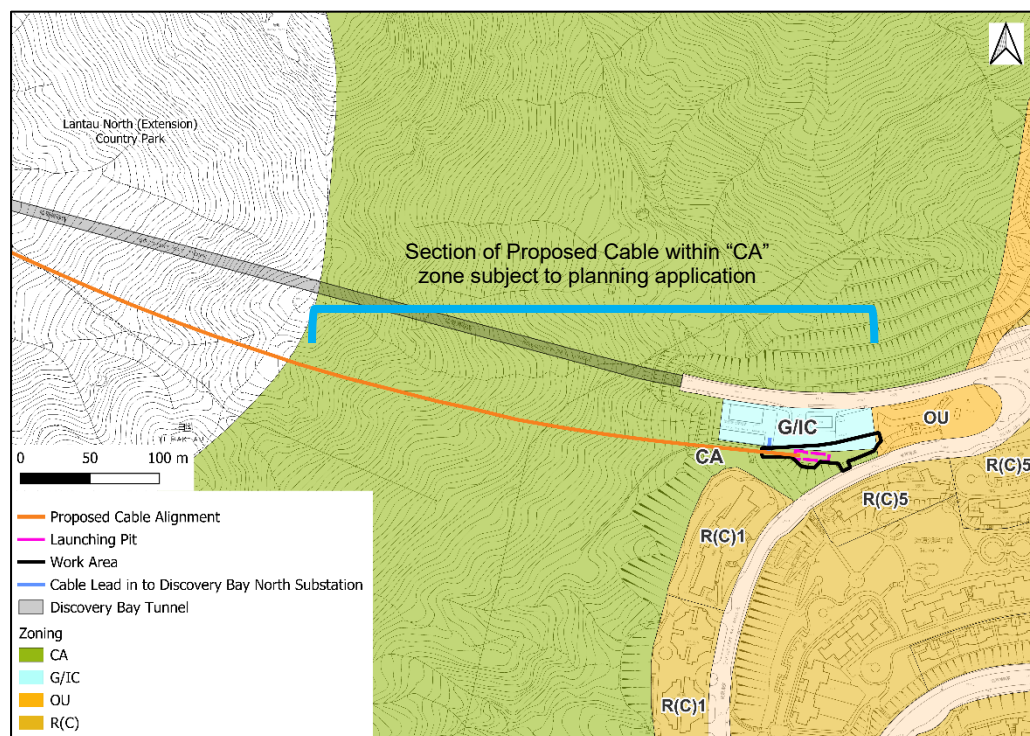 Lantau North (Extension)
Country Park
Section of Proposed Cable within “CA”
zone subject to planning application
G/IC
OU
CA
R(C)5
R(C)5
R(C)1
R(C)1
0 50 100 m
Proposed Cable Alignment
Launching Pit
Work Area
Cable Lead in to Discovery Bay North Substation
Discovery Bay Tunnel
Zoning
CA
G/IC
OU
R(C)